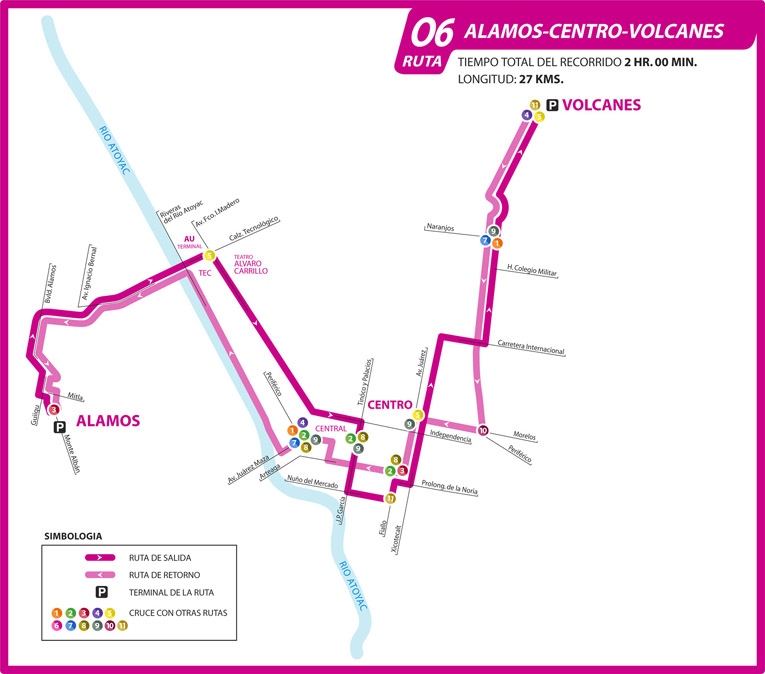 06
RUTA
ALAMOS-CENTRO-VOLCANES
TIEMPO TOTAL DEL RECORRIDO 2 HR. 00 MIN.
LONGITUD: 27 KMS.
11
P
VOLCANES
4
5
RIO ATOYAC
Riveras
del Rio Atoyac
Av. Fco. I. Madero
Calz. Tecnológico
AU
TERMINAL
5
TEATRO
ALVARO
CARRILLO
TEC
Naranjos
9
7
1
H. Colegio Militar
Blvld. Alamos
Av. Ignacio Bernal
Carretera Internacional
Av. Juárez
Tinoco y Palacios
Periferico
Mitla
3
Guiigu
P
ALAMOS
Monte Albán
CENTRO
5
9
4
1
2
7
9
8
CENTRAL
2
8
9
Independencia
10
Morelos
Periferico
Av. Juárez Maza
Arteaga
8
2
3
Nuño del Mercado
Prolong. de la Noria
11
J.P. García
Fiallo
Xicotecalt
RIO ATOYAC
SIMBOLOGIA
RUTA DE SALIDA
RUTA DE RETORNO
P
TERMINAL DE LA RUTA
1 2 3 4 5 CRUCE CON OTRAS RUTAS
6 7 8 9 10 11